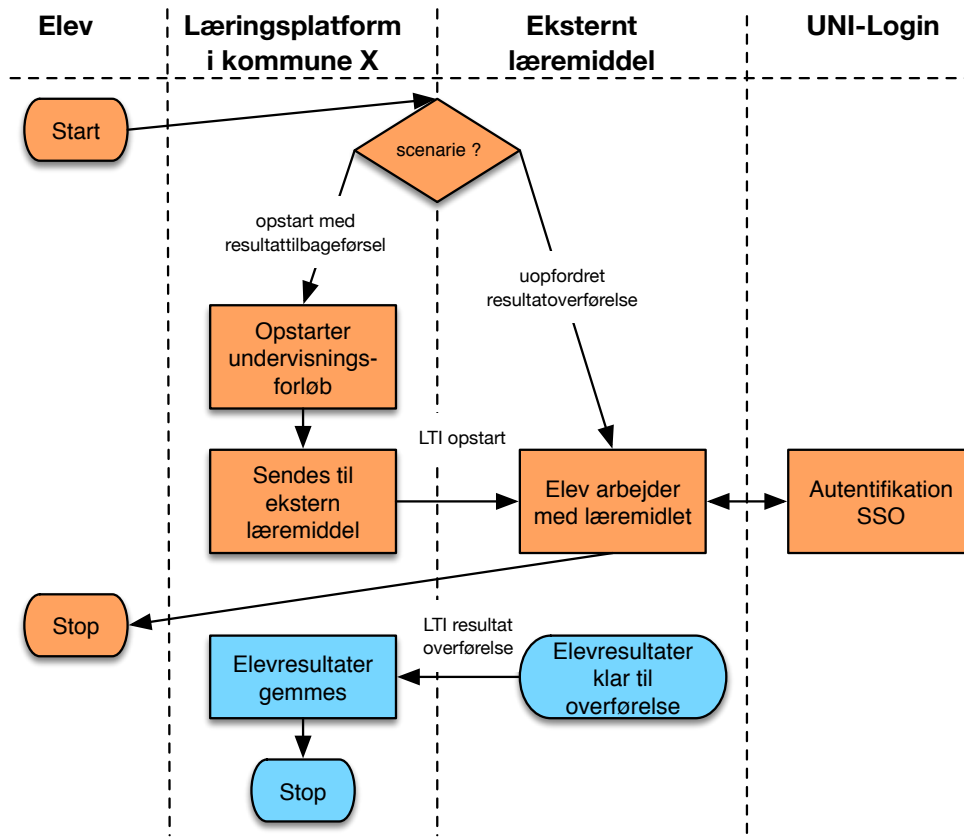 Elev
Læringsplatform
i kommune X
Eksternt
læremiddel
UNI-Login
Start
scenarie ?
opstart med
resultattilbageførsel
uopfordret
resultatoverførelse
Opstarter
undervisnings-
forløb
LTI opstart
Sendes til
ekstern
læremiddel
Elev arbejder
med læremidlet
Autentifikation
SSO
Stop
LTI resultat
overførelse
Elevresultater
gemmes
Elevresultater
klar til
overførelse
Stop